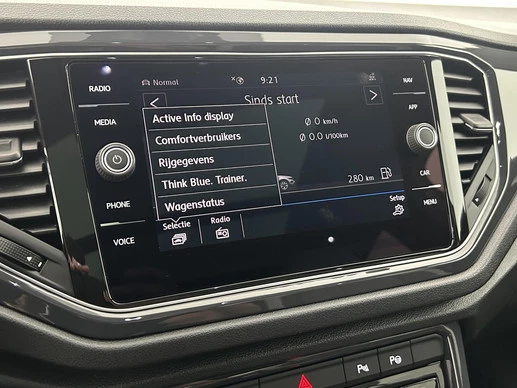 RADIO
MEDIA
PHONE
VOICE
Normal
9:21
Sinds start
Active Info display
Comfortverbruikers
Rijgegevens
Think Blue. Trainer.
Wagenstatus
Ø 0 km/h
Ø 0.0 l/100km
280 km
Selectie
Radio
Setup
NAV
APP
CAR
MENU